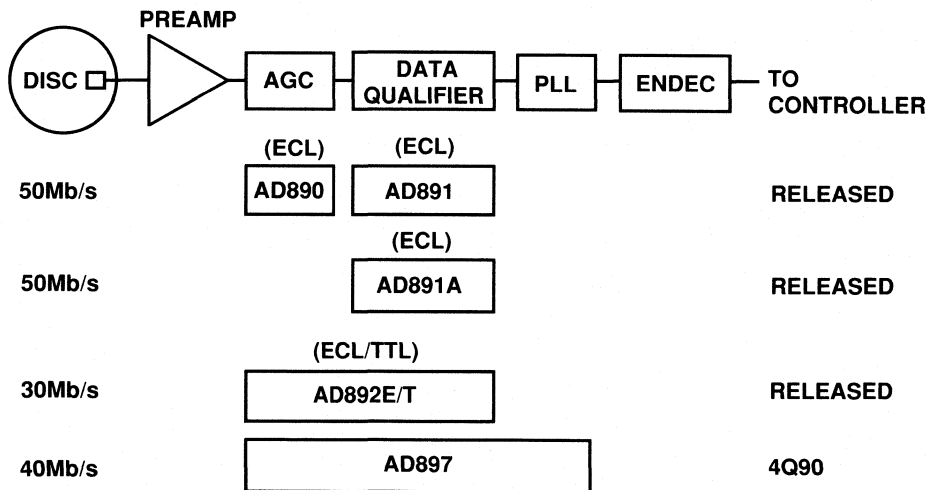 PREAMP
DISC
AGC
DATA
QUALIFIER
PLL
ENDEC
TO
CONTROLLER
(ECL)
(ECL)
50Mb/s
AD890
AD891
RELEASED
(ECL)
50Mb/s
AD891A
RELEASED
(ECL/TTL)
30Mb/s
AD892E/T
RELEASED
40Mb/s
AD897
4Q90